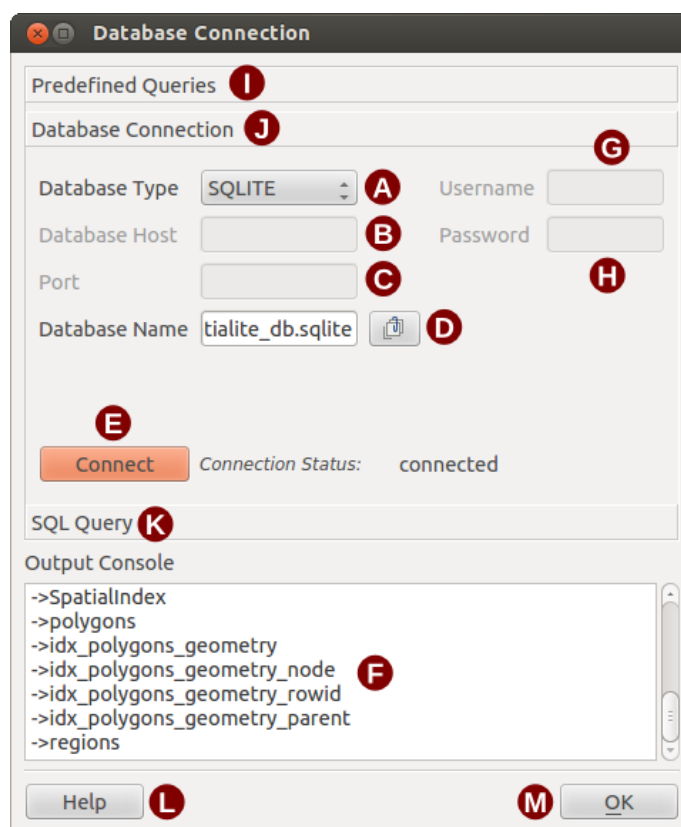 Database Connection
Predefined Queries I
Database Connection J
G
Database Type SQLITE A Username
Database Host B Password
Port C H
Database Name tialite_db.sqlite D
E
Connect Connection Status: connected
SQL Query K
Output Console
->SpatialIndex
->polygons
->idx_polygons_geometry
->idx_polygons_geometry_node F
->idx_polygons_geometry_rowid
->idx_polygons_geometry_parent
->regions
Help L M OK